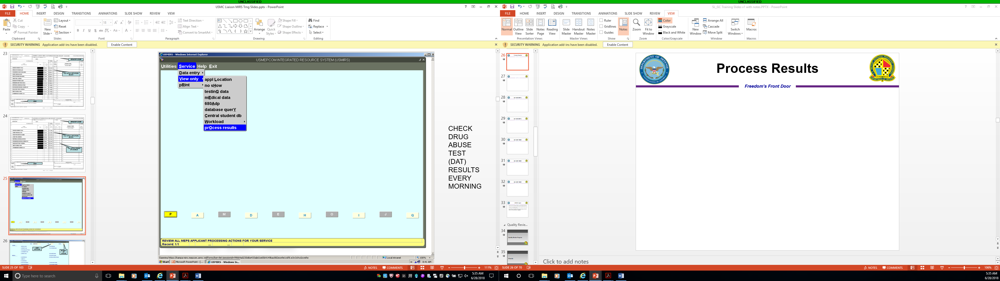 UNCLASSIFIED
USMC Liaison MIRS Trng Slides.pptx - PowerPoint
FILE HOME INSERT DESIGN TRANSITIONS ANIMATIONS SLIDE SHOW REVIEW VIEW
Paste
Cut
Copy
Format Painter
Clipboard
New Slide
Layout
Reset
Section
Slides
18
Font
Text Direction
Align Text
Convert to SmartArt
Paragraph
Arrange
Quick Styles
Shape Fill
Shape Outline
Shape Effects
Drawing
Find
Replace
Select
Editing
SECURITY WARNING Application add-ins have been disabled. Enable Content
23
VENDOR CODE
24
VENDOR CODE
25
26
USMIRS - Windows Internet Explorer
USMEPCOM INTEGRATED RESOURCE SYSTEM (USMIRS)
Utilities Service Help Exit
Data entry
View only
pRint
appl Location
no sHow
testinG data
mEdical data
680Adp
database querY
Central student db
Workload
prOcess results
CHECK
DRUG
ABUSE
TEST
(DAT)
RESULTS
EVERY
MORNING
P A M D E H O I J Q
REVIEW ALL MEPS APPLICANT PROCESSING ACTIONS FOR YOUR SERVICE
Record: 1/1 ... ...
Local intranet 100%
Start Microsoft PowerPoint - [... USMIRS - Windows In... 8:41 AM
SLIDE 25 OF 103 NOTES COMMENTS 111%
Type here to search
5:35 AM
6/28/2018
UNCLASSIFIED
SL_GC Training Slides v1 with notes.PPTX - PowerPoint
FILE HOME INSERT DESIGN TRANSITIONS ANIMATIONS SLIDE SHOW REVIEW VIEW
Normal
Outline View
Slide Sorter
Notes Page
Reading View
Presentation Views
Slide Master
Handout Master
Notes Master
Master Views
Ruler
Gridlines
Guides
Show
Notes
Zoom
Fit to Window
Zoom
Color
Grayscale
Black and White
Color/Grayscale
New Window
Arrange All
Cascade
Move Split
Window
Switch Windows
Macros
Macros
SECURITY WARNING Application add-ins have been disabled. Enable Content
26
27
28
29
30
31
32
33
Quality Revie...
34
35
DEPARTMENT OF DEFENSE
UNITED STATES OF AMERICA
Process Results
Freedom's Front Door
Click to add notes
SLIDE 26 OF 70 NOTES COMMENTS 106%
5:35 AM
6/28/2018